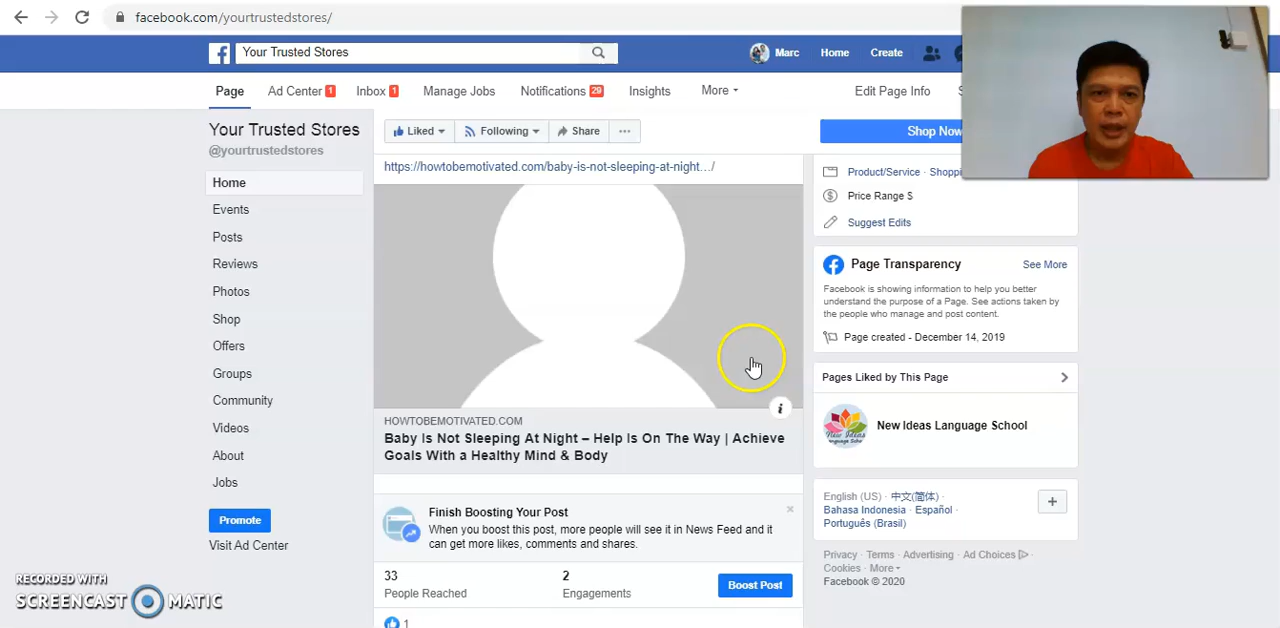 facebook.com/yourtrustedstores/
Your Trusted Stores
Marc
Home
Create
Page
Ad Center 1
Inbox 1
Manage Jobs
Notifications 29
Insights
More
Edit Page Info
Your Trusted Stores
@yourtrustedstores
Liked
Following
Share
Shop Now
Home
Events
Posts
Reviews
Photos
Shop
Offers
Groups
Community
Videos
About
Jobs
Promote
Visit Ad Center
https://howtobemotivated.com/baby-is-not-sleeping-at-night…/
HOWTOBEMOTIVATED.COM
Baby Is Not Sleeping At Night – Help Is On The Way | Achieve
Goals With a Healthy Mind & Body
Finish Boosting Your Post
When you boost this post, more people will see it in News Feed and it
can get more likes, comments and shares.
33
People Reached
2
Engagements
Boost Post
1
Product/Service · Shoppi
Price Range $
Suggest Edits
Page Transparency
See More
Facebook is showing information to help you better
understand the purpose of a Page. See actions taken by
the people who manage and post content.
Page created - December 14, 2019
Pages Liked by This Page
New Ideas Language School
English (US) · 中文(简体) ·
Bahasa Indonesia · Español ·
Português (Brasil)
Privacy · Terms · Advertising · Ad Choices ·
Cookies · More
Facebook © 2020
RECORDED WITH
SCREENCAST MATIC